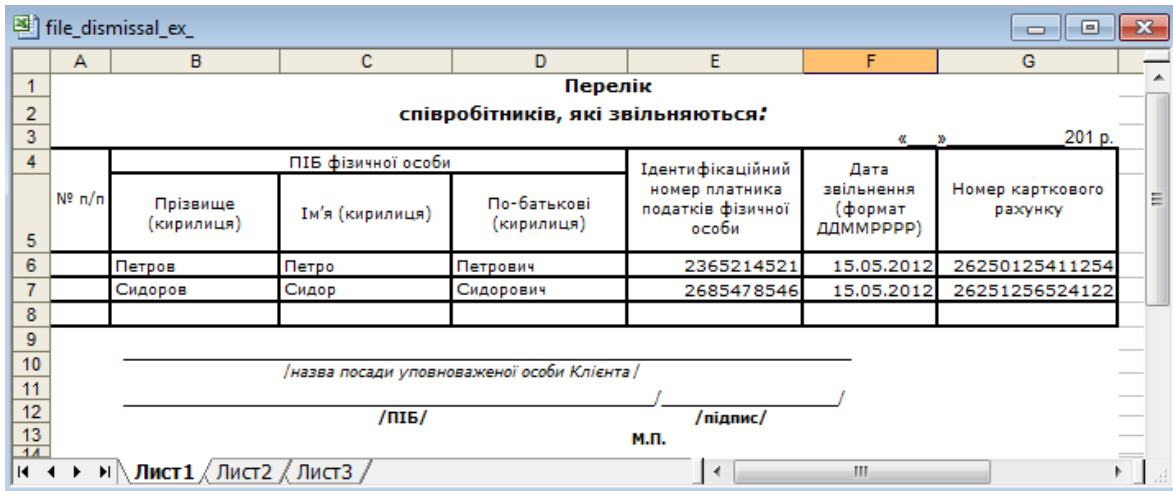 file_dismissal_ex_
A B C D E F G
1 Перелік
2 співробітників, які звільняються:
3 «___»____________201 р.
4 № п/п ПІБ фізичної особи Ідентифікаційний номер платника податків фізичної особи Дата звільнення (формат ДДММРРРР) Номер карткового рахунку
5 Прізвище (кирилиця) Ім'я (кирилиця) По-батькові (кирилиця)
6 Петров Петро Петрович 2365214521 15.05.2012 26250125411254
7 Сидоров Сидор Сидорович 2685478546 15.05.2012 26251256524122
8
9
10 /назва посади уповноваженої особи Клієнта/
11 / /
12 /ПІБ/ /підпис/
13 М.П.
14
Лист1 Лист2 Лист3